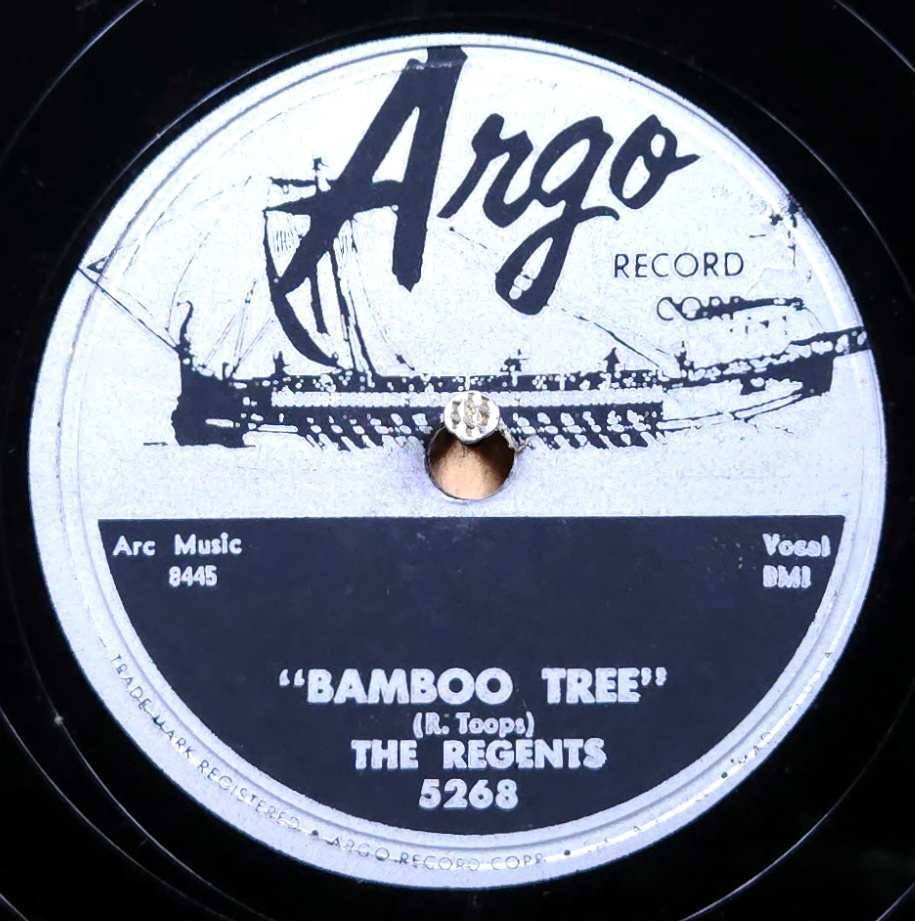 Argo
RECORD
CORP.
Arc Music
8445
Vocal
BMI
"BAMBOO TREE"
(R. Toops)
THE REGENTS
5268
TRADE MARK REGISTERED • ARGO RECORD CORP. •